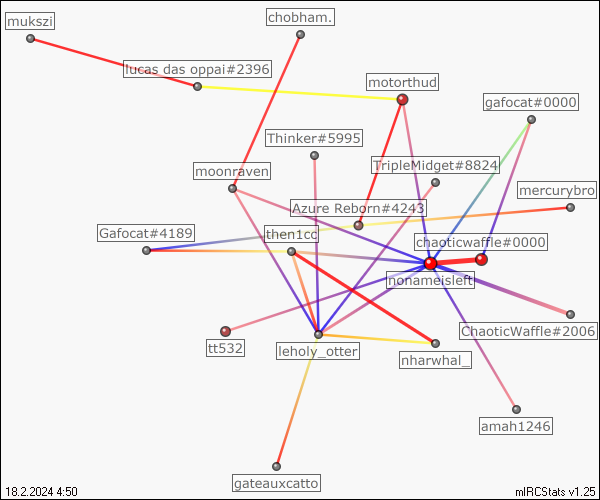 mukszi
chobham.
lucas das oppai#2396
motorthud
gafocat#0000
Thinker#5995
TripleMidget#8824
moonraven
mercurybro
Azure Reborn#4243
Gafocat#4189
then1cc
chaoticwaffle#0000
nonameisleft
ChaoticWaffle#2006
tt532
leholy_otter
nharwhal_
amah1246
gateauxcatto
18.2.2024 4:50
mIRCStats v1.25